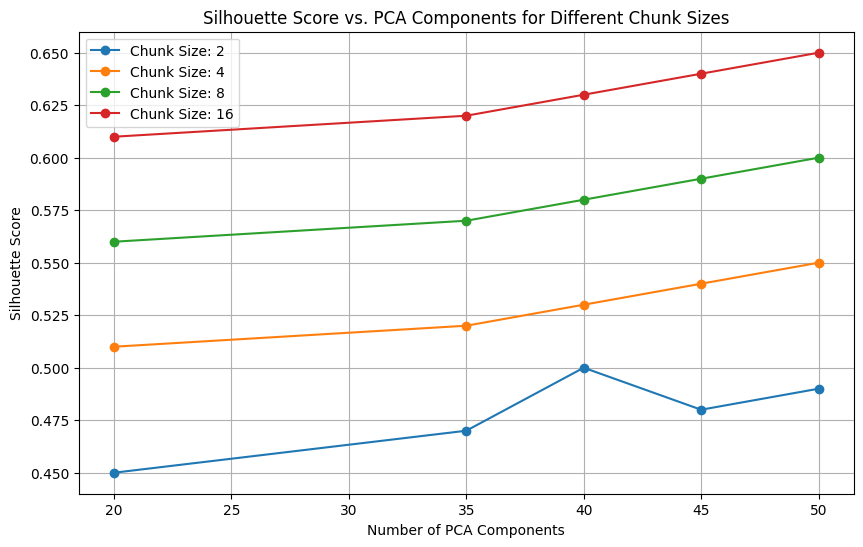 Silhouette Score vs. PCA Components for Different Chunk Sizes
Chunk Size: 2
Chunk Size: 4
Chunk Size: 8
Chunk Size: 16
Silhouette Score
0.650
0.625
0.600
0.575
0.550
0.525
0.500
0.475
0.450
20 25 30 35 40 45 50
Number of PCA Components